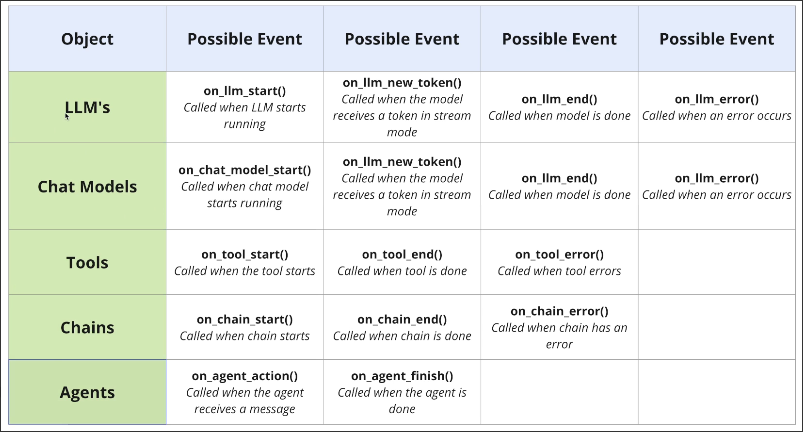 Object Possible Event Possible Event Possible Event Possible Event
LLM's
on_llm_start()
Called when LLM starts
running
on_llm_new_token()
Called when the model
receives a token in stream
mode
on_llm_end()
Called when model is done
on_llm_error()
Called when an error occurs
Chat Models
on_chat_model_start()
Called when chat model
starts running
on_llm_new_token()
Called when the model
receives a token in stream
mode
on_llm_end()
Called when model is done
on_llm_error()
Called when an error occurs
Tools
on_tool_start()
Called when the tool starts
on_tool_end()
Called when tool is done
on_tool_error()
Called when tool errors
Chains
on_chain_start()
Called when chain starts
on_chain_end()
Called when chain is done
on_chain_error()
Called when chain has an
error
Agents
on_agent_action()
Called when the agent
receives a message
on_agent_finish()
Called when the agent is
done